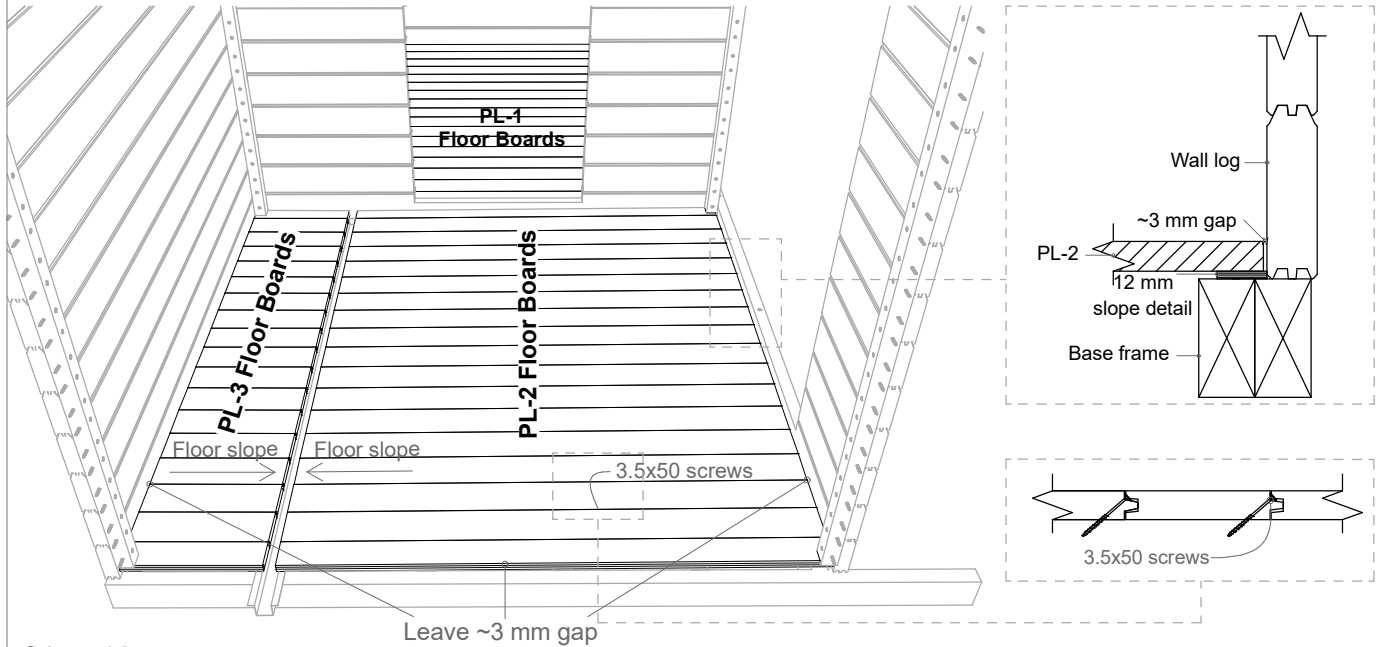 PL-1
Floor Boards
PL-3 Floor Boards
PL-2 Floor Boards
Floor slope
Floor slope
3.5x50 screws
Leave ~3 mm gap
Wall log
~3 mm gap
PL-2
12 mm
slope detail
Base frame
3.5x50 screws